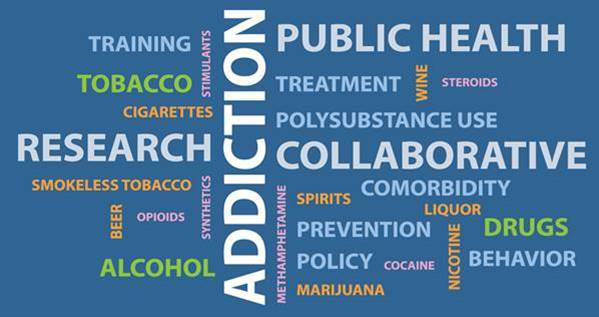 TRAINING
STIMULANTS
TOBACCO
CIGARETTES
RESEARCH
SMOKELESS TOBACCO
BEER
OPIOIDS
SYNTHETICS
ALCOHOL
ADDICTION
PUBLIC HEALTH
TREATMENT
WINE
STEROIDS
POLYSUBSTANCE USE
COLLABORATIVE
COMORBIDITY
METHAMPHETAMINE
SPIRITS
LIQUOR
PREVENTION
NICOTINE
DRUGS
POLICY
COCAINE
BEHAVIOR
MARIJUANA